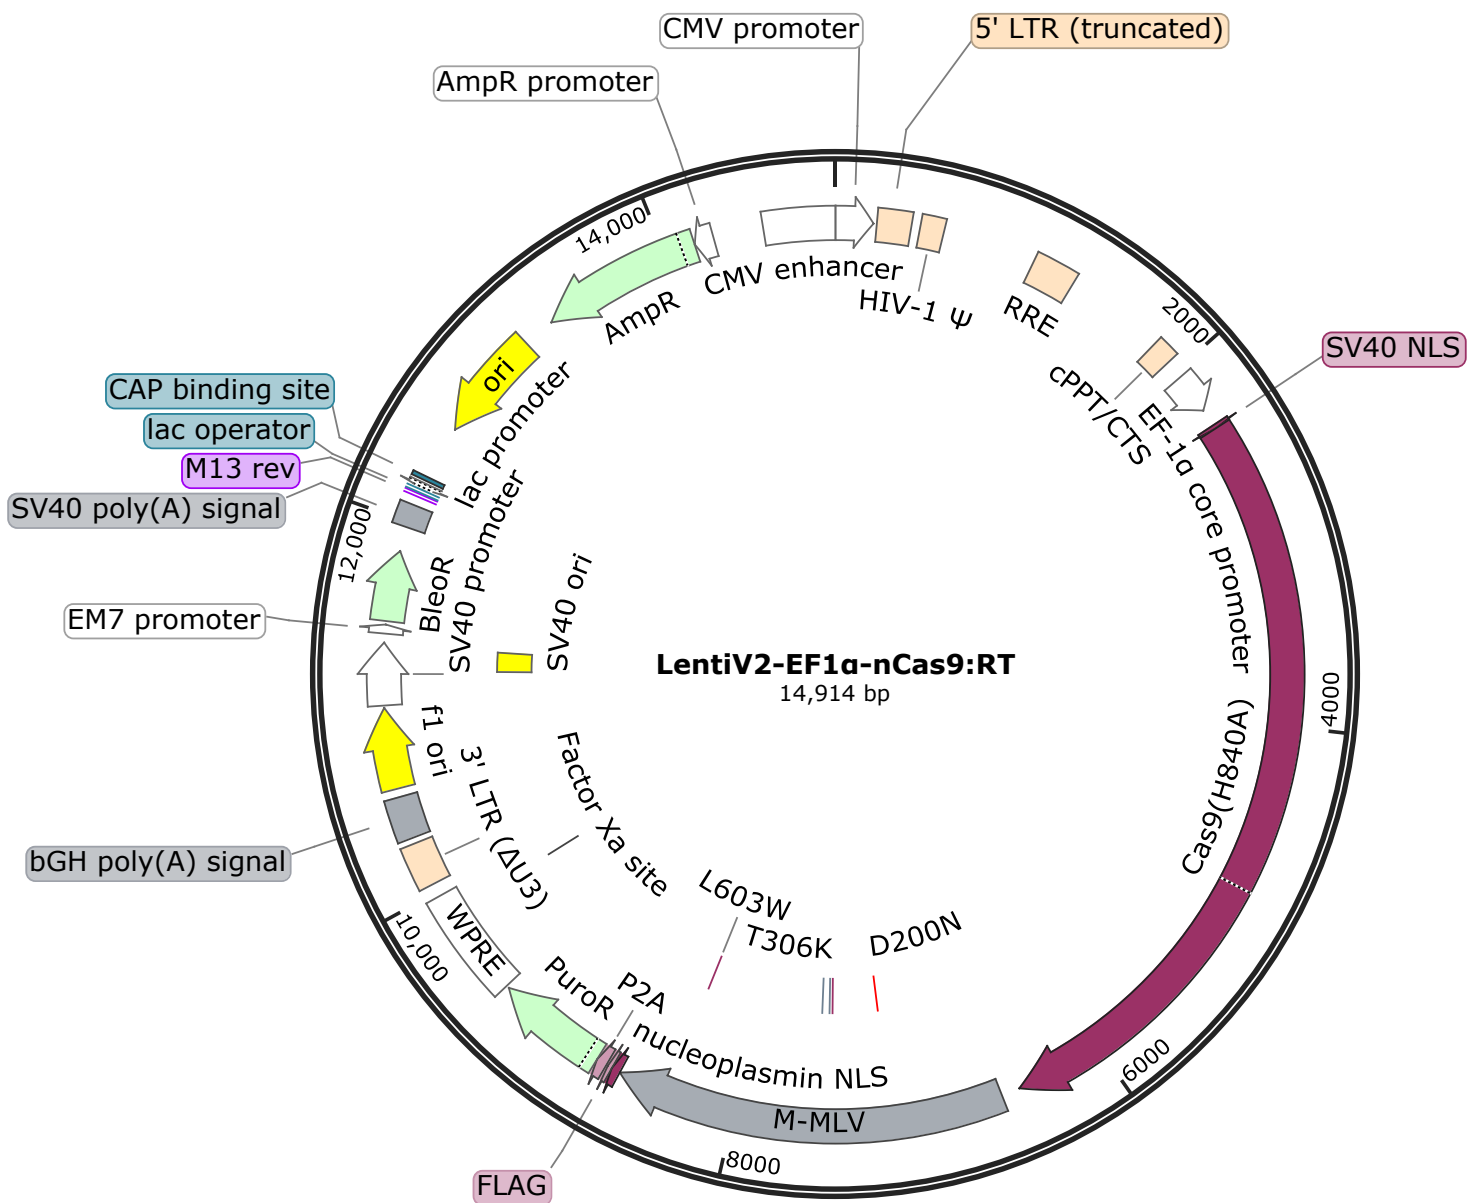 CMV promoter
5' LTR (truncated)
AmpR promoter
14,000
CMV enhancer
HIV-1 ψ
RRE
2000
SV40 NLS
AmpR
cPPT/CTS
EF-1α core promoter
ori
CAP binding site
lac operator
M13 rev
SV40 poly(A) signal
lac promoter
12,000
SV40 promoter
BleoR
SV40 ori
EM7 promoter
LentiV2-EF1α-nCas9:RT
14,914 bp
4000
Cas9(H840A)
f1 ori
3' LTR (ΔU3)
Factor Xa site
bGH poly(A) signal
L603W
T306K
D200N
WPRE
10,000
PuroR
P2A
nucleoplasmin NLS
6000
M-MLV
8000
FLAG